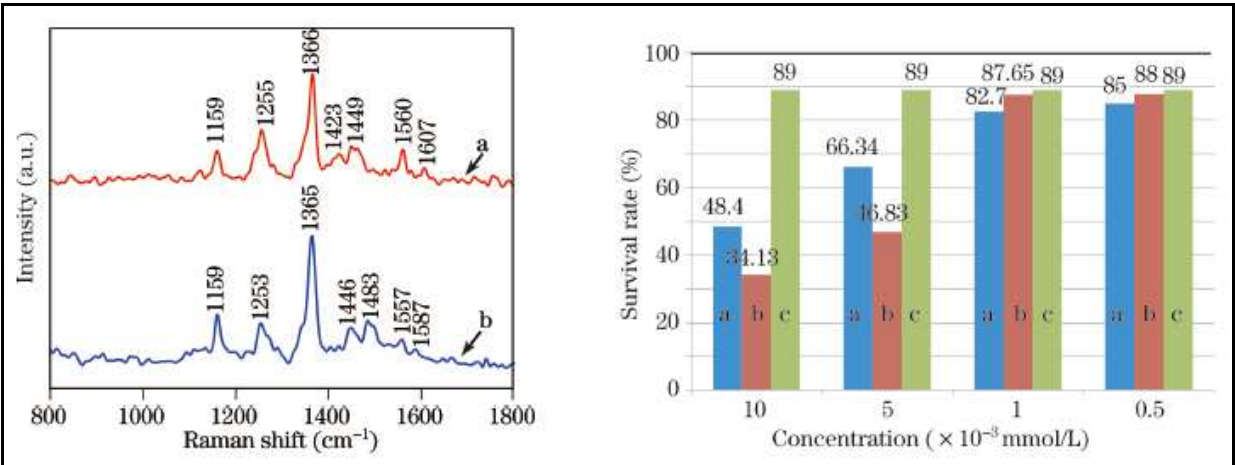 Intensity (a.u.)
1159
1255
1366
1423
1449
1560
1607
a
1159
1253
1365
1446
1483
1557
1587
b
800 1000 1200 1400 1600 1800
Raman shift (cm⁻¹)
Survival rate (%)
100
80
60
40
20
0
48.4
34.13
89
66.34
46.83
89
82.7
87.65
89
85
88
89
a b c
a b c
a b c
a b c
10 5 1 0.5
Concentration (×10⁻³ mmol/L)